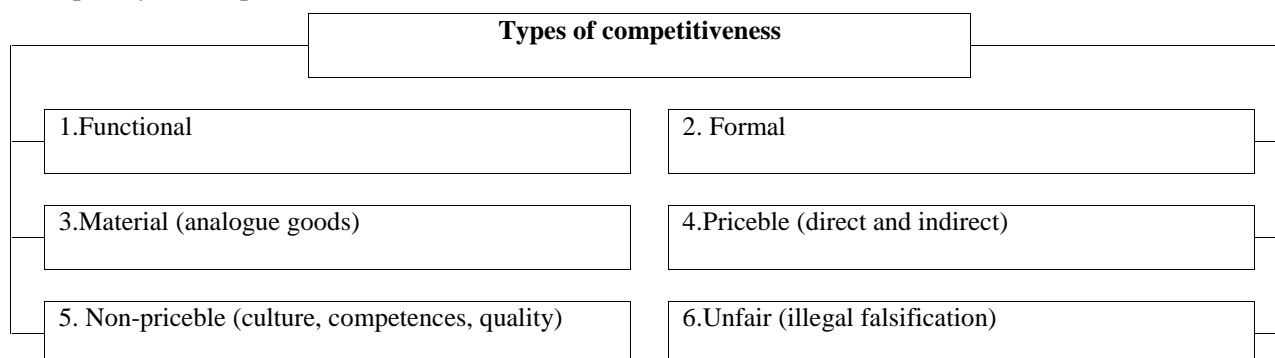 Types of competitiveness
1.Functional
2. Formal
3.Material (analogue goods)
4.Priceble (direct and indirect)
5. Non-priceble (culture, competences, quality)
6.Unfair (illegal falsification)